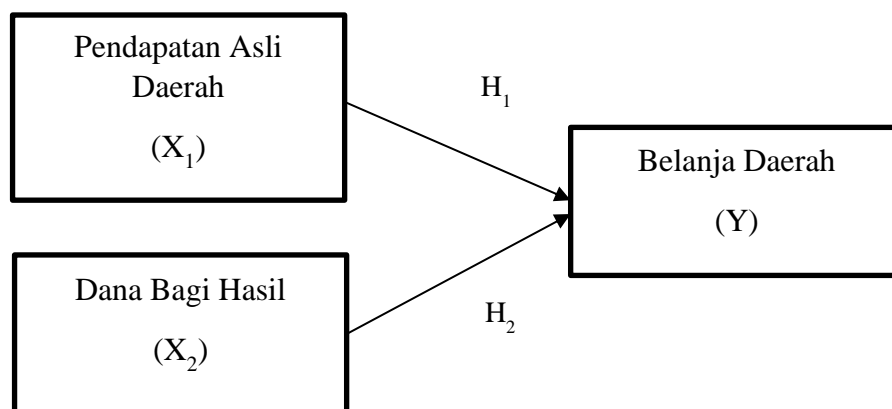 Pendapatan Asli
Daerah
(X₁)
H₁
Belanja Daerah
(Y)
Dana Bagi Hasil
(X₂)
H₂